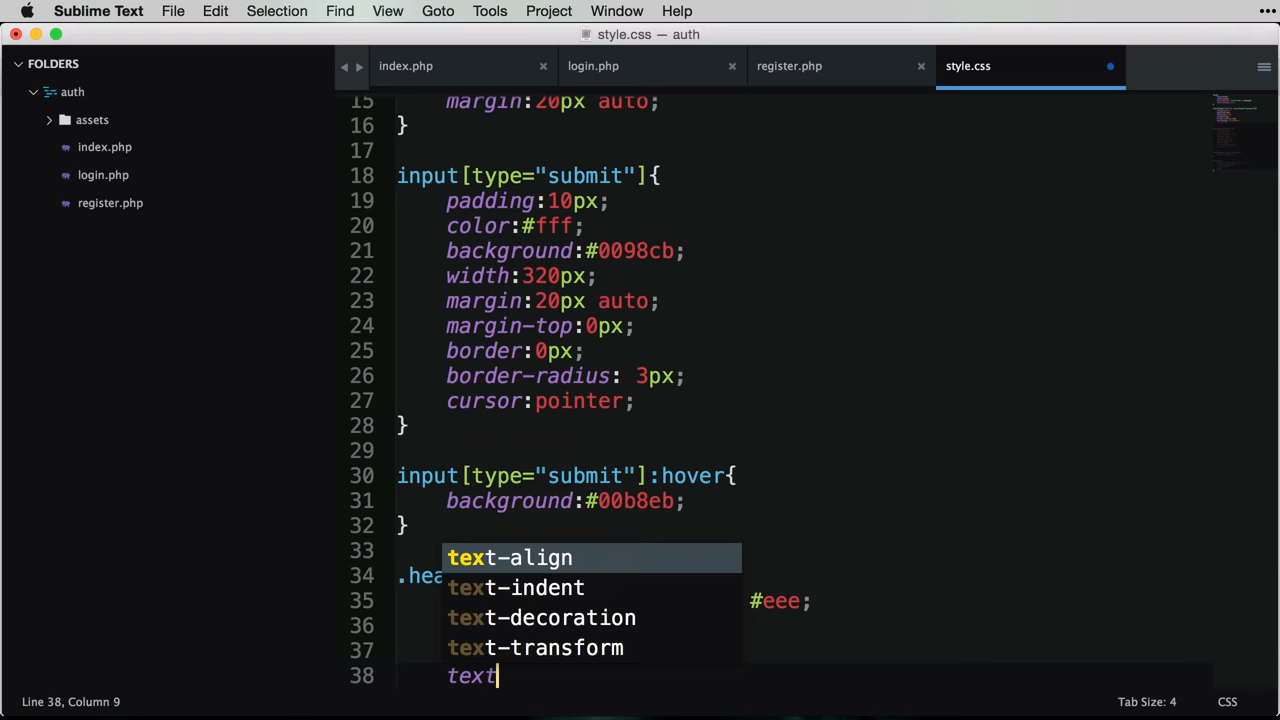 Sublime Text File Edit Selection Find View Goto Tools Project Window Help
style.css — auth
FOLDERS
auth
assets
index.php
login.php
register.php
index.php × login.php × register.php × style.css
15 margin:20px auto;
16 }
17
18 input[type="submit"]{
19 padding:10px;
20 color:#fff;
21 background:#0098cb;
22 width:320px;
23 margin:20px auto;
24 margin-top:0px;
25 border:0px;
26 border-radius: 3px;
27 cursor:pointer;
28 }
29
30 input[type="submit"]:hover{
31 background:#00b8eb;
32 }
33
34 .hea
35 #eee;
36
37
38 text
text-align
text-indent
text-decoration
text-transform
Line 38, Column 9
Tab Size: 4
CSS